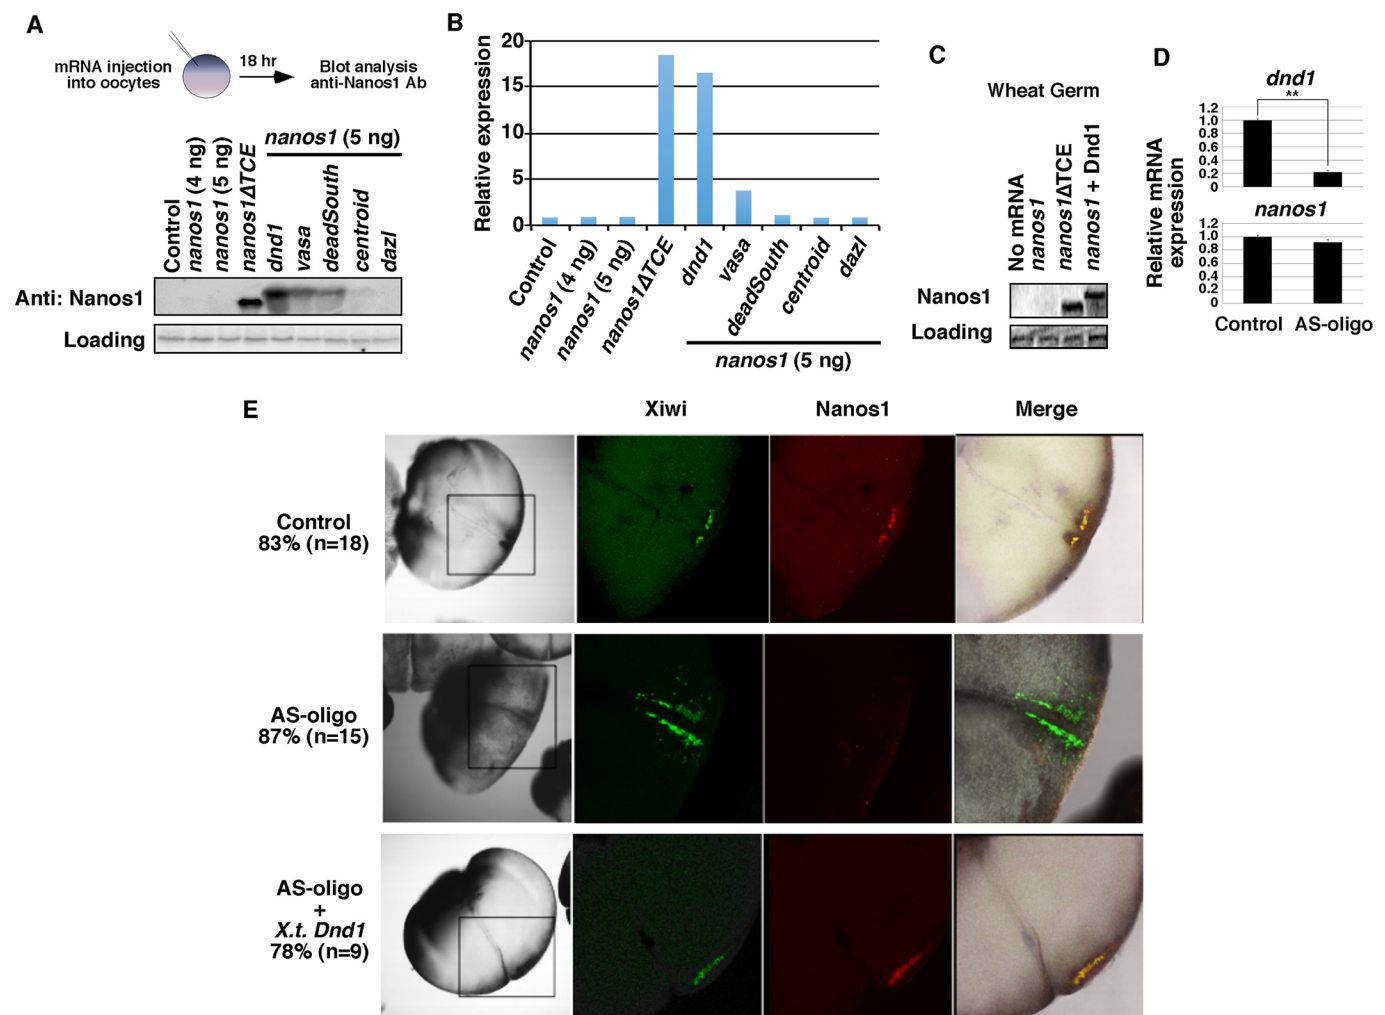 A
mRNA injection
into oocytes
18 hr
Blot analysis
anti-Nanos1 Ab
nanos1 (5 ng)
Control
nanos1 (4 ng)
nanos1 (5 ng)
nanos1ΔTCE
dnd1
vasa
deadSouth
centroid
dazl
Anti: Nanos1
Loading
B
Relative expression
20
15
10
5
0
Control
nanos1 (4 ng)
nanos1 (5 ng)
nanos1ΔTCE
dnd1
vasa
deadSouth
centroid
dazl
nanos1 (5 ng)
C
Wheat Germ
No mRNA
nanos1
nanos1ΔTCE
nanos1 + Dnd1
Nanos1
Loading
D
Relative mRNA
expression
dnd1
**
1.2
1.0
0.8
0.6
0.4
0.2
0
nanos1
1.2
1.0
0.8
0.6
0.4
0.2
0
Control AS-oligo
E
Xiwi
Nanos1
Merge
Control
83% (n=18)
AS-oligo
87% (n=15)
AS-oligo
+
X.t. Dnd1
78% (n=9)